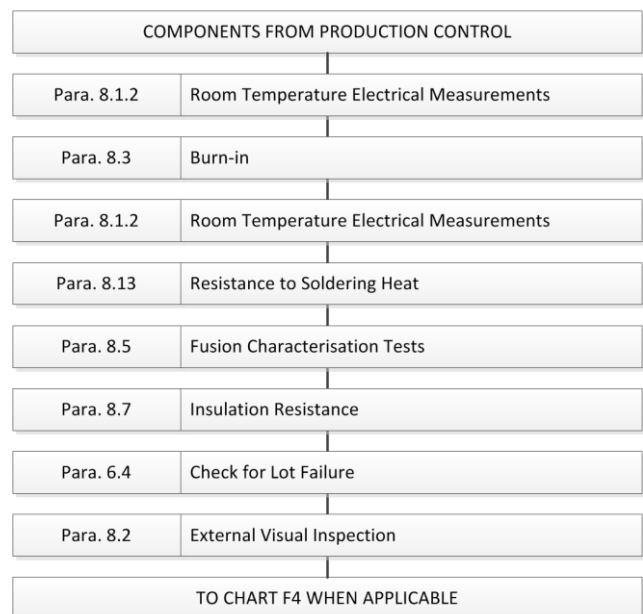 COMPONENTS FROM PRODUCTION CONTROL
Para. 8.1.2 Room Temperature Electrical Measurements
Para. 8.3 Burn-in
Para. 8.1.2 Room Temperature Electrical Measurements
Para. 8.13 Resistance to Soldering Heat
Para. 8.5 Fusion Characterisation Tests
Para. 8.7 Insulation Resistance
Para. 6.4 Check for Lot Failure
Para. 8.2 External Visual Inspection
TO CHART F4 WHEN APPLICABLE